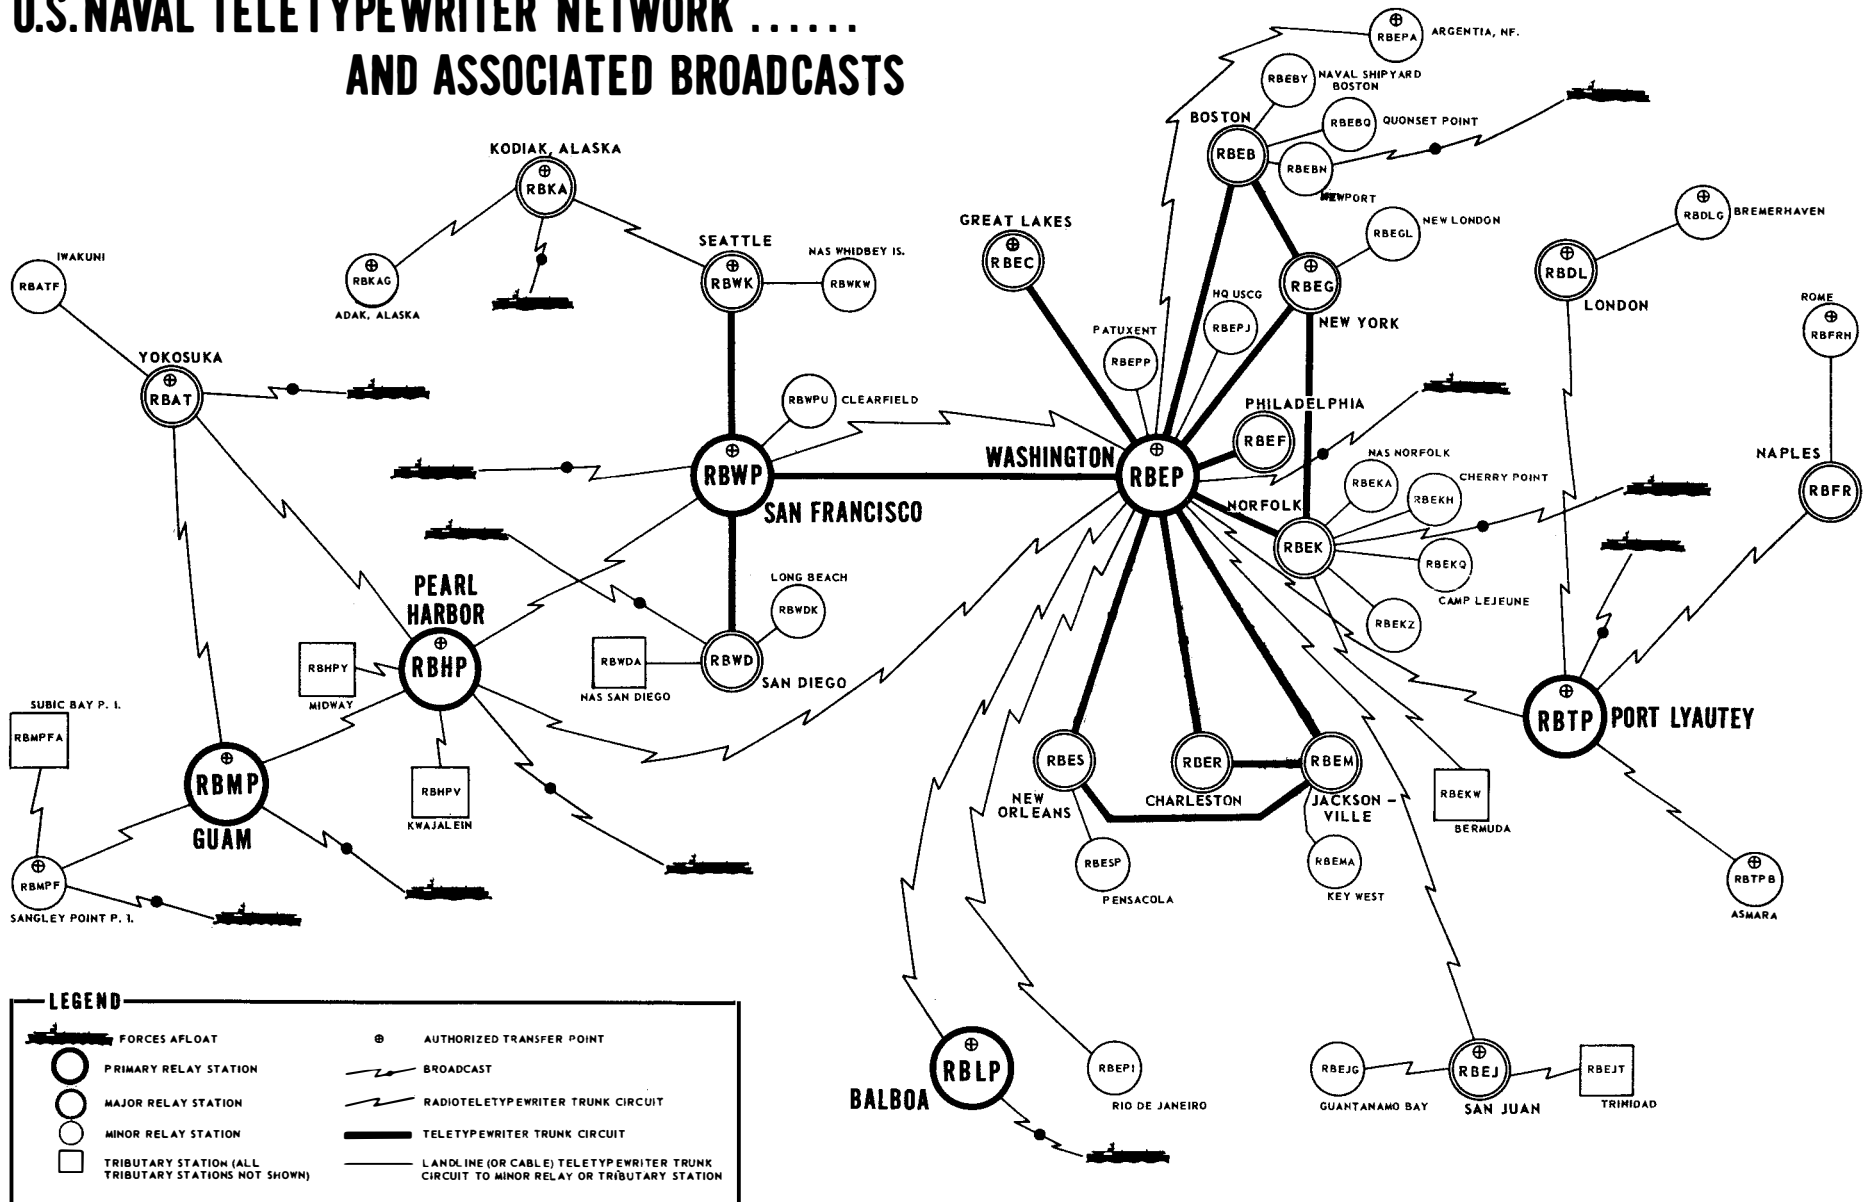 U.S. NAVAL TELETYPEWRITER NETWORK ......
AND ASSOCIATED BROADCASTS
RBEPA
ARGENTIA, NF.
RBEBY
NAVAL SHIPYARD
BOSTON
BOSTON
RBEB
RBEBQ
QUONSET POINT
RBEBN
NEWPORT
KODIAK, ALASKA
RBKA
GREAT LAKES
RBEC
RBEGL
NEW LONDON
RBDLG
BREMERHAVEN
SEATTLE
RBWK
NAS WHIDBEY IS.
RBWKW
IWAKUNI
RBATF
RBKAG
ADAK, ALASKA
RBEG
NEW YORK
HQ USCG
RBEPJ
PATUXENT
RBEPP
RBDL
LONDON
ROME
RBFRH
YOKOSUKA
RBAT
RBWPU
CLEARFIELD
PHILADELPHIA
RBEF
WASHINGTON
RBEP
RBWP
SAN FRANCISCO
NAS NORFOLK
RBEKA
CHERRY POINT
RBEKH
NAPLES
RBFR
NORFOLK
RBEK
RBEKQ
CAMP LEJEUNE
RBEKZ
PEARL
HARBOR
RBHP
LONG BEACH
RBWDK
RBWDA
NAS SAN DIEGO
RBWD
SAN DIEGO
RBHPY
MIDWAY
SUBIC BAY P. I.
RBMPFA
RBTP
PORT LYAUTEY
RBMP
GUAM
RBHPV
KWAJALEIN
RBES
NEW
ORLEANS
RBER
CHARLESTON
RBEM
JACKSON-
VILLE
RBEKW
BERMUDA
RBMPF
SANGLEY POINT P. I.
RBESP
PENSACOLA
RBEMA
KEY WEST
RBTPB
ASMARA
RBLP
BALBOA
RBEPI
RIO DE JANEIRO
RBEJG
GUANTANAMO BAY
RBEJ
SAN JUAN
RBEJT
TRINIDAD
LEGEND
FORCES AFLOAT
PRIMARY RELAY STATION
MAJOR RELAY STATION
MINOR RELAY STATION
TRIBUTARY STATION (ALL
TRIBUTARY STATIONS NOT SHOWN)
AUTHORIZED TRANSFER POINT
BROADCAST
RADIOTELETYPEWRITER TRUNK CIRCUIT
TELETYPEWRITER TRUNK CIRCUIT
LANDLINE (OR CABLE) TELETYPEWRITER TRUNK
CIRCUIT TO MINOR RELAY OR TRIBUTARY STATION